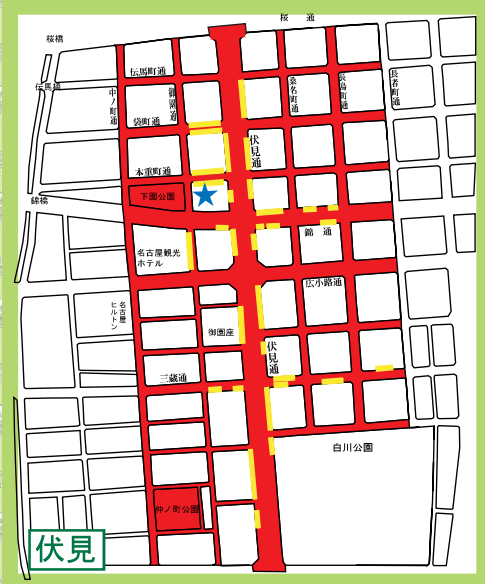 桜通
桜橋
伝馬町通
伝馬橋
中ノ町通
御園通
桑名町通
長島町通
長者町通
袋町通
伏見通
本重町通
下園公園
錦橋
錦通
名古屋観光
ホテル
広小路通
名古屋
ヒルトン
御園座
伏見通
三蔵通
白川公園
仲ノ町公園
伏見